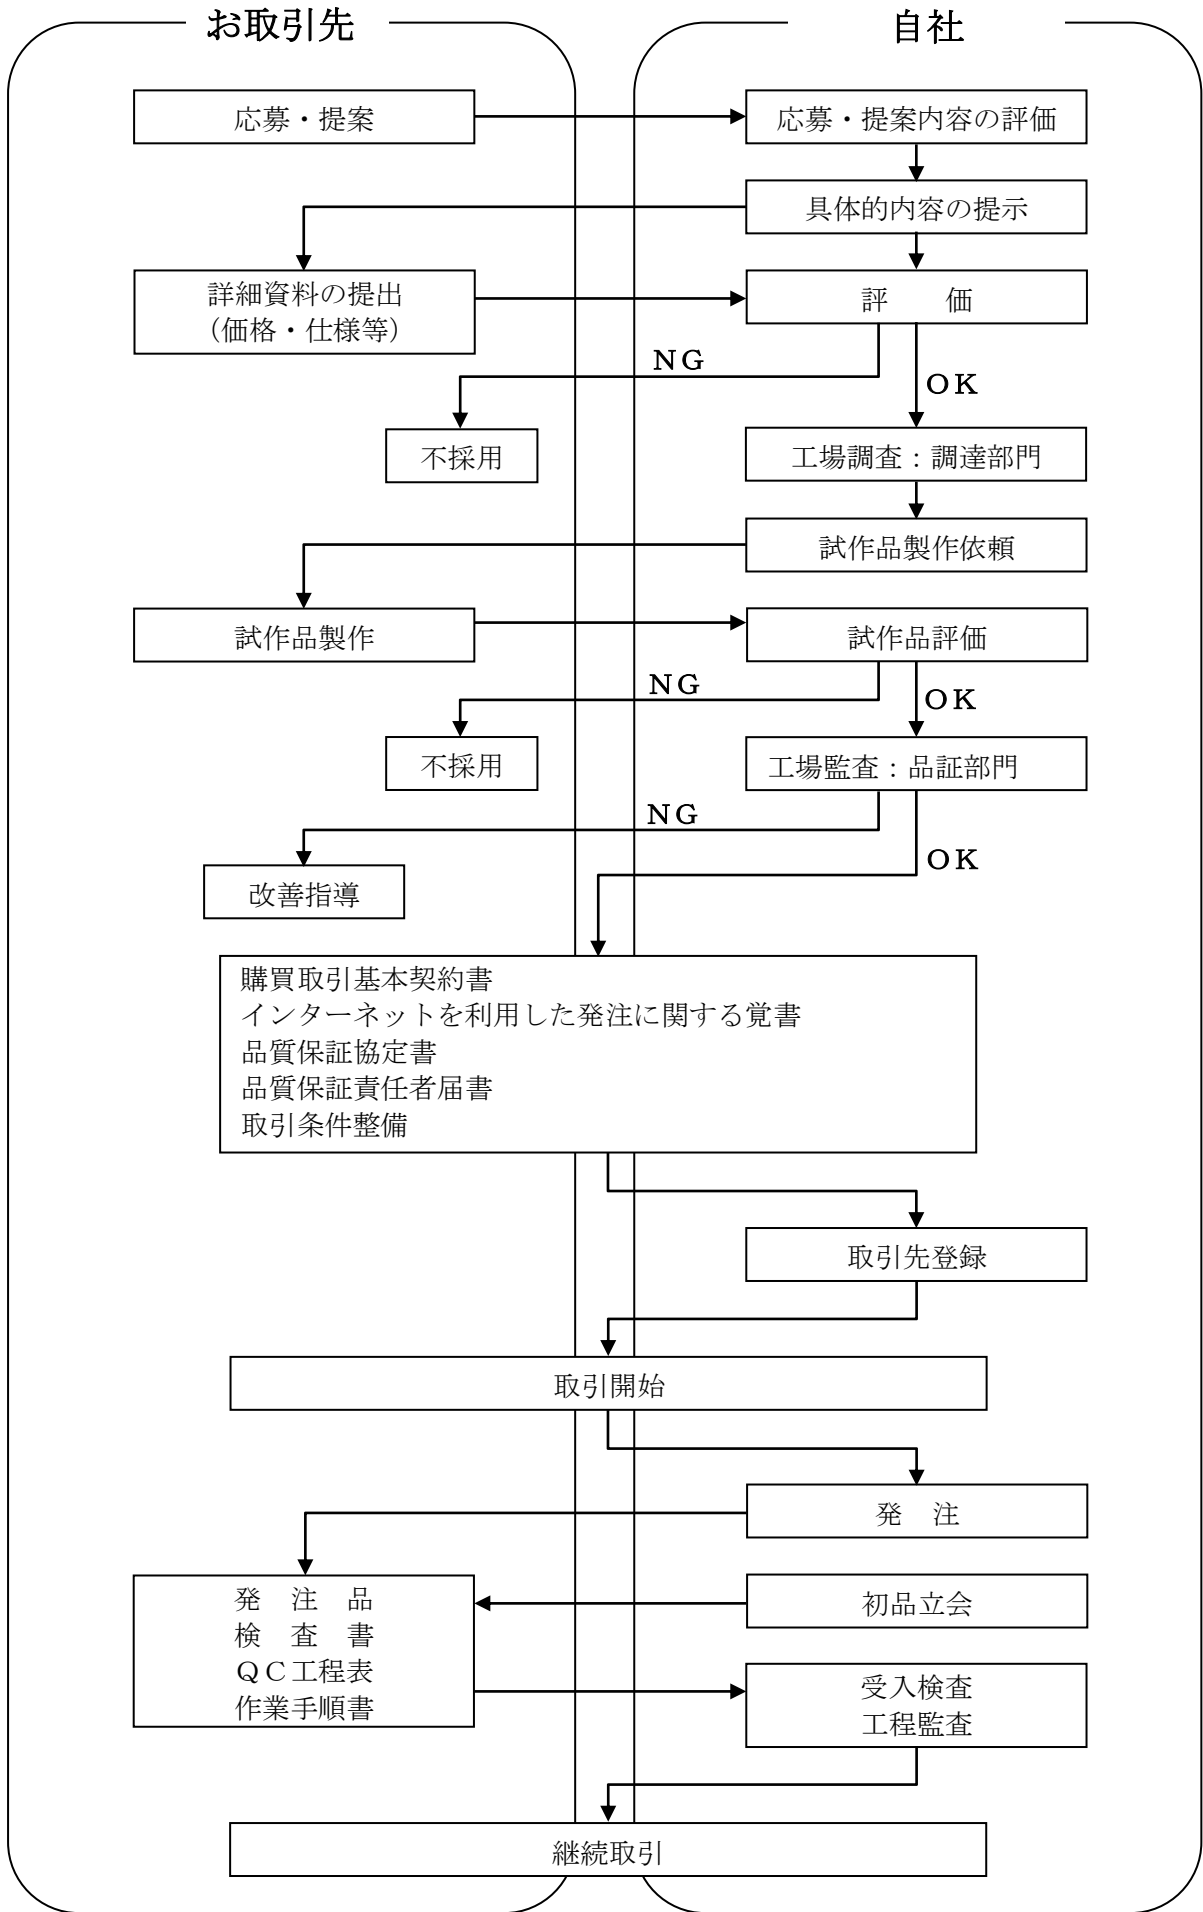 お取引先
自社
応募・提案
応募・提案内容の評価
具体的内容の提示
詳細資料の提出
（価格・仕様等）
評　　価
NG
OK
不採用
工場調査：調達部門
試作品製作依頼
試作品製作
試作品評価
NG
OK
不採用
工場監査：品証部門
NG
OK
改善指導
購買取引基本契約書
インターネットを利用した発注に関する覚書
品質保証協定書
品質保証責任者届書
取引条件整備
取引先登録
取引開始
発　注
発　注　品
検　査　書
ＱＣ工程表
作業手順書
初品立会
受入検査
工程監査
継続取引